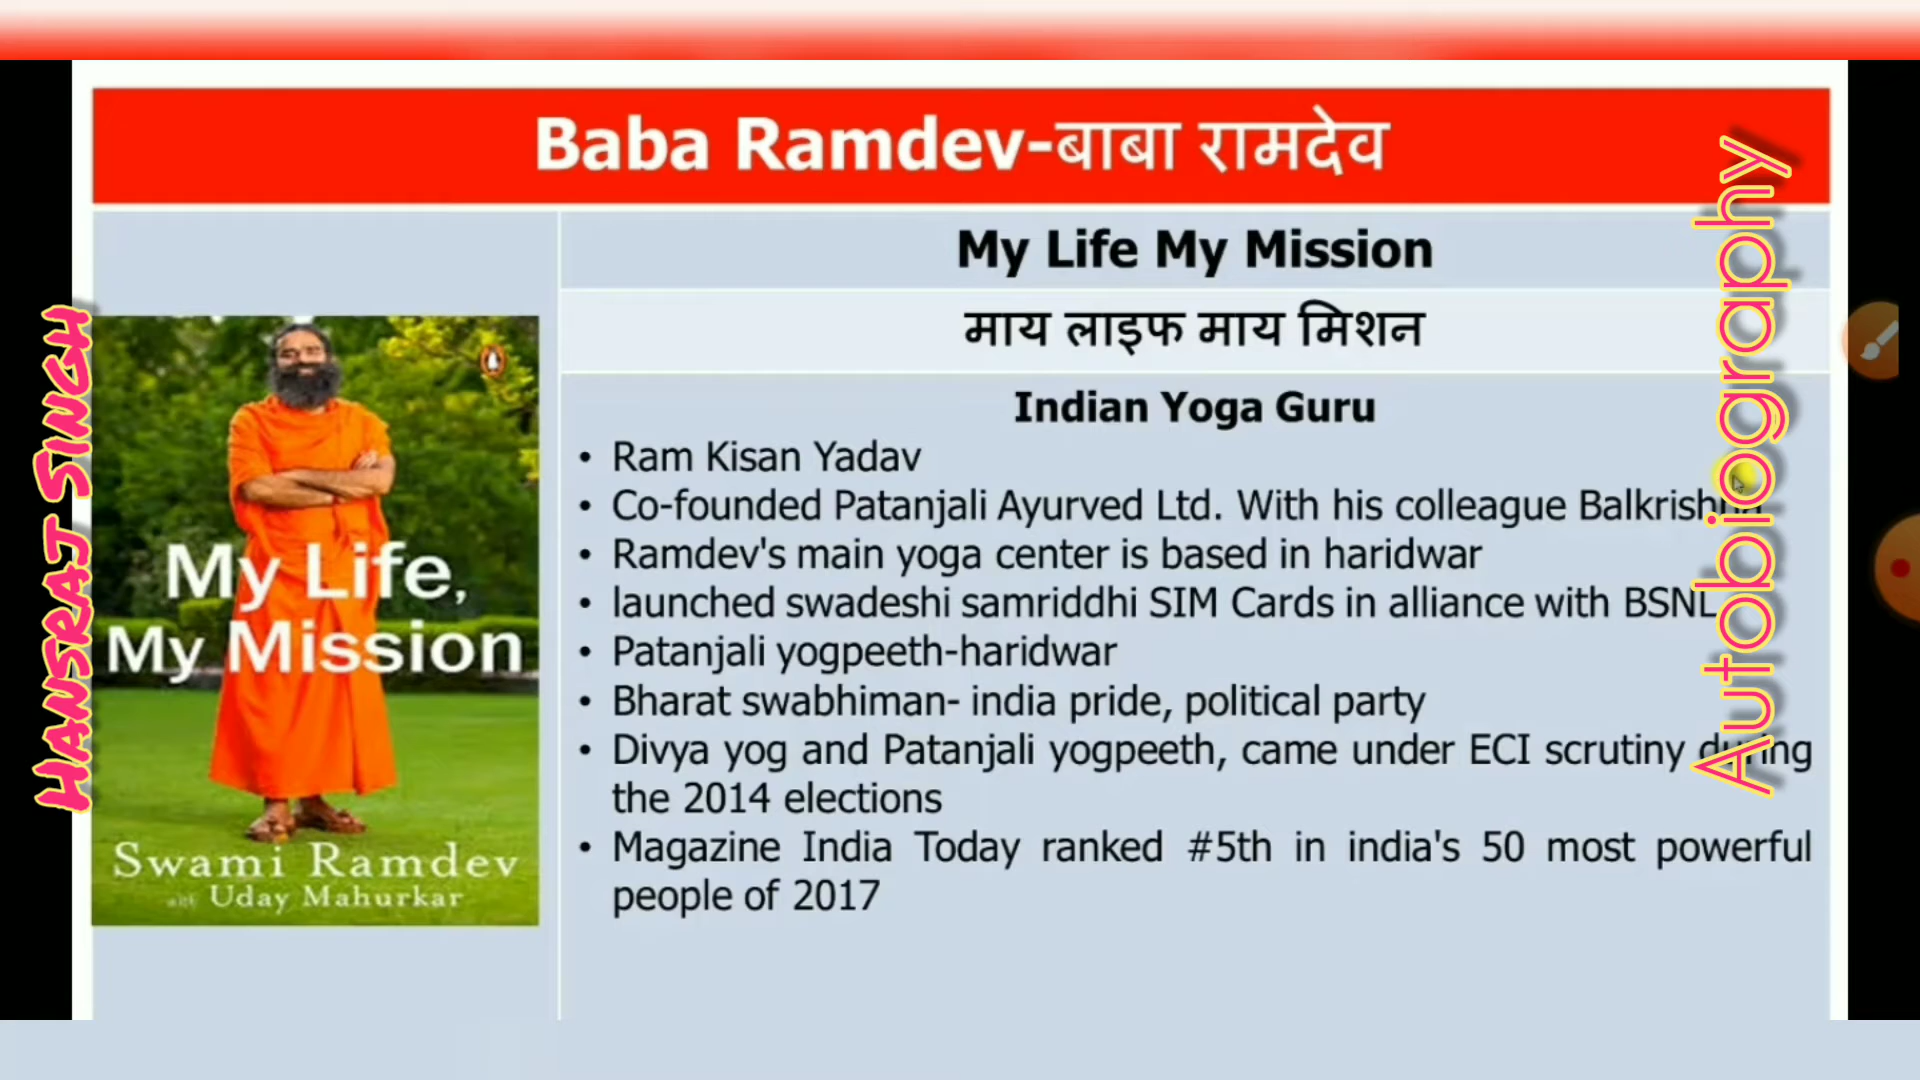 Baba Ramdev-बाबा रामदेव
My Life My Mission
माय लाइफ माय मिशन
Indian Yoga Guru
• Ram Kisan Yadav
• Co-founded Patanjali Ayurved Ltd. With his colleague Balkrishna
• Ramdev's main yoga center is based in haridwar
• launched swadeshi samriddhi SIM Cards in alliance with BSNL
• Patanjali yogpeeth-haridwar
• Bharat swabhiman- india pride, political party
• Divya yog and Patanjali yogpeeth, came under ECI scrutiny during
the 2014 elections
• Magazine India Today ranked #5th in india's 50 most powerful
people of 2017
My Life,
My Mission
Swami Ramdev
with Uday Mahurkar
HANSRAJ SINGH
Autobiography